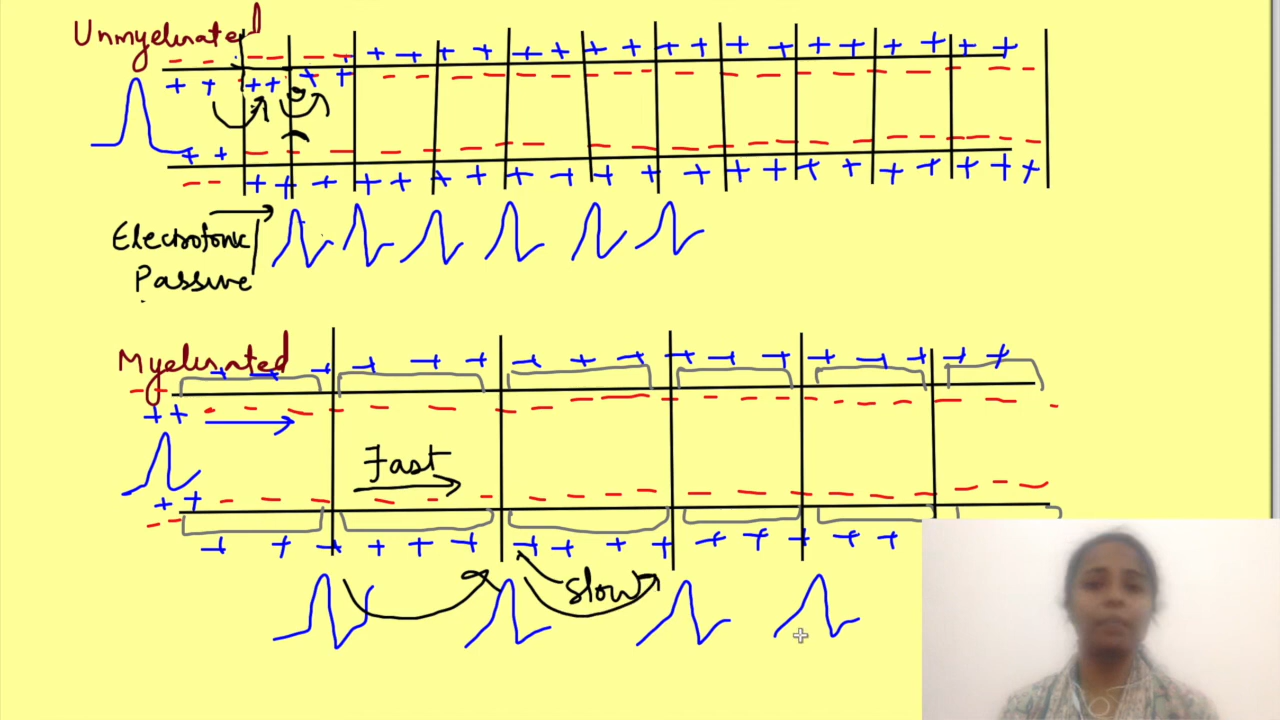 Unmyelinated
Electrotonic
Passive
Myelinated
Fast
Slow